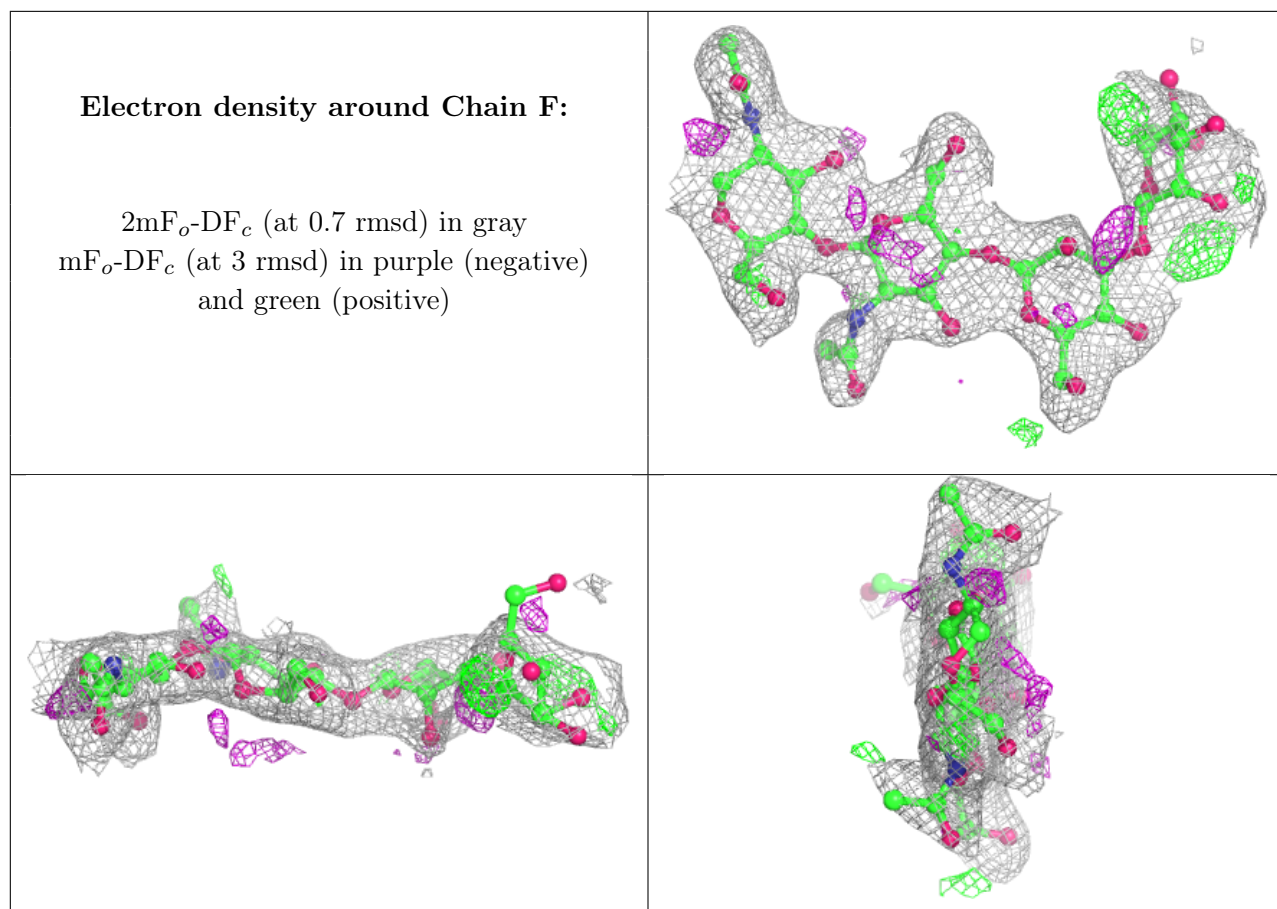 Electron density around Chain F:
2mFo-DFc (at 0.7 rmsd) in gray
mFo-DFc (at 3 rmsd) in purple (negative)
and green (positive)